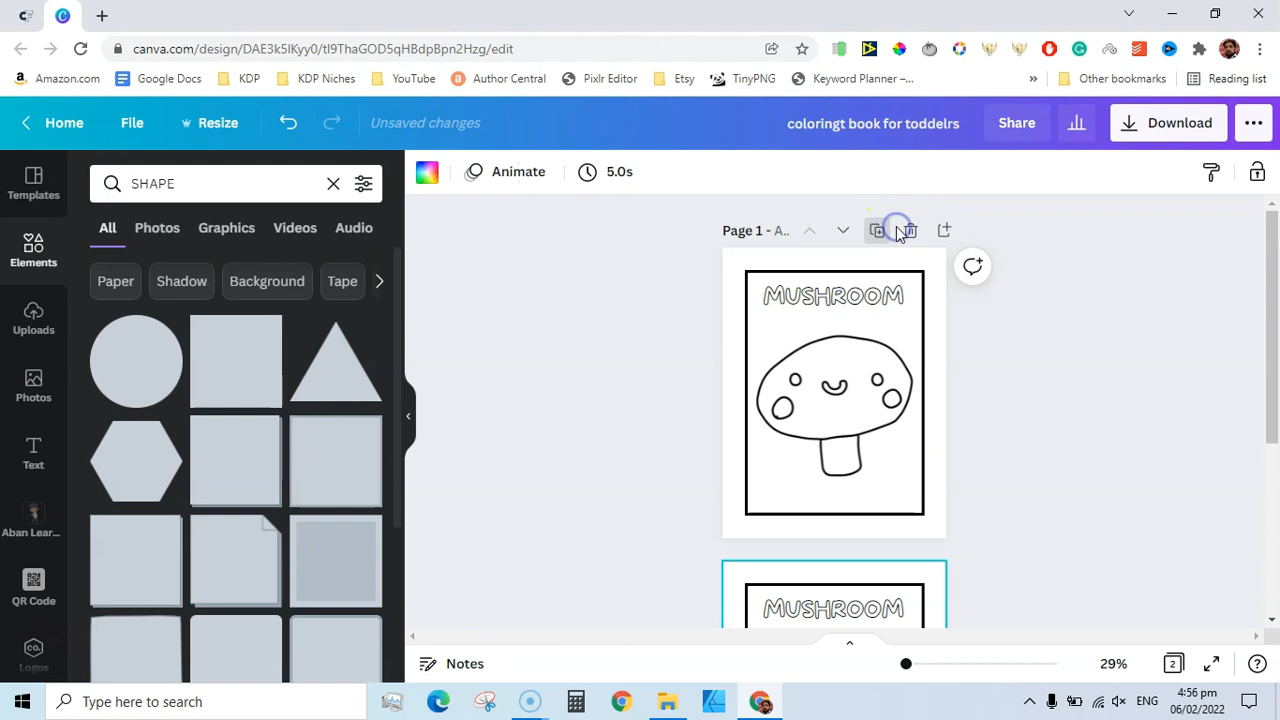 canva.com/design/DAE3k5lKyy0/tl9ThaGOD5qHBdpBpn2Hzg/edit
Amazon.com
Google Docs
KDP
KDP Niches
YouTube
Author Central
Pixlr Editor
Etsy
TinyPNG
Keyword Planner –...
»
Other bookmarks
Reading list
Home
File
Resize
Unsaved changes
coloringt book for toddelrs
Share
Download
Templates
SHAPE
Animate
5.0s
All
Photos
Graphics
Videos
Audio
Page 1 - A..
Elements
Paper
Shadow
Background
Tape
MUSHROOM
Uploads
Photos
Text
Aban Lear...
QR Code
MUSHROOM
CO.
Logos
Notes
29%
2
Type here to search
ENG
4:56 pm
06/02/2022